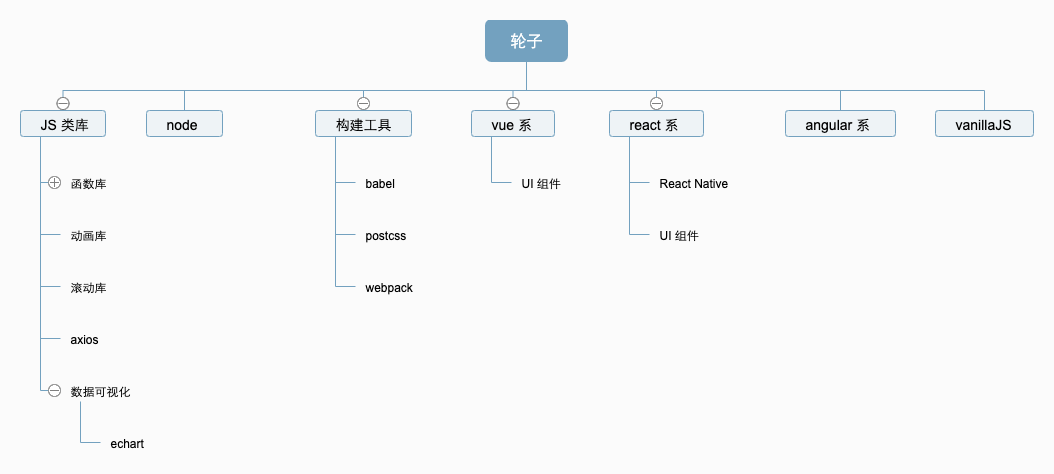 轮子
JS 类库
node
构建工具
vue 系
react 系
angular 系
vanillaJS
函数库
babel
UI 组件
React Native
动画库
postcss
UI 组件
滚动库
webpack
axios
数据可视化
echart